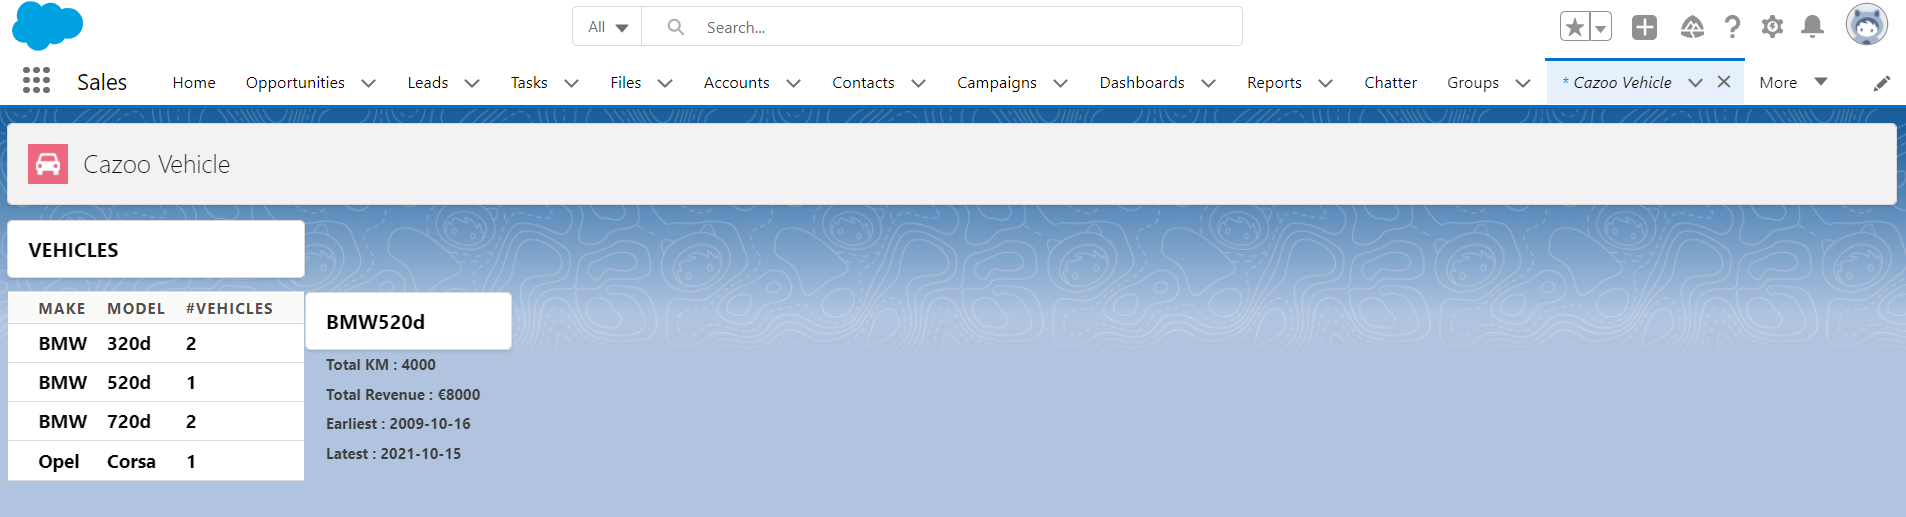 All Search...
Sales Home Opportunities Leads Tasks Files Accounts Contacts Campaigns Dashboards Reports Chatter Groups * Cazoo Vehicle More
Cazoo Vehicle
VEHICLES
MAKE MODEL #VEHICLES
BMW 320d 2
BMW 520d 1
BMW 720d 2
Opel Corsa 1
BMW520d
Total KM : 4000
Total Revenue : €8000
Earliest : 2009-10-16
Latest : 2021-10-15